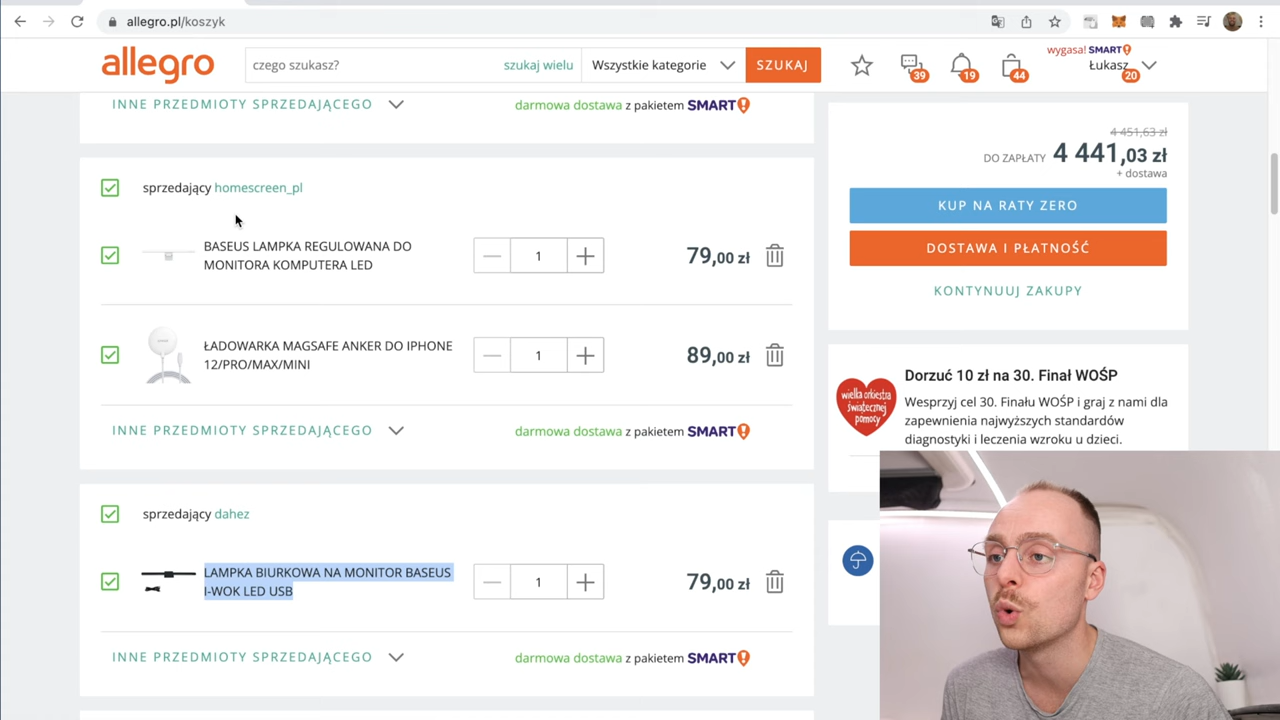 allegro.pl/koszyk
allegro
czego szukasz?
szukaj wielu
Wszystkie kategorie
SZUKAJ
39
19
44
wygasa! SMART!
Łukasz
20
INNE PRZEDMIOTY SPRZEDAJĄCEGO
darmowa dostawa z pakietem SMART!
sprzedający homescreen_pl
BASEUS LAMPKA REGULOWANA DO
MONITORA KOMPUTERA LED
1
79,00 zł
ŁADOWARKA MAGSAFE ANKER DO IPHONE
12/PRO/MAX/MINI
1
89,00 zł
INNE PRZEDMIOTY SPRZEDAJĄCEGO
darmowa dostawa z pakietem SMART!
sprzedający dahez
LAMPKA BIURKOWA NA MONITOR BASEUS
I-WOK LED USB
1
79,00 zł
INNE PRZEDMIOTY SPRZEDAJĄCEGO
darmowa dostawa z pakietem SMART!
4 451,63 zł
DO ZAPŁATY 4 441,03 zł
+ dostawa
KUP NA RATY ZERO
DOSTAWA I PŁATNOŚĆ
KONTYNUUJ ZAKUPY
wielka orkiestra
świątecznej
pomocy
Dorzuć 10 zł na 30. Finał WOŚP
Wesprzyj cel 30. Finału WOŚP i graj z nami dla
zapewnienia najwyższych standardów
diagnostyki i leczenia wzroku u dzieci.